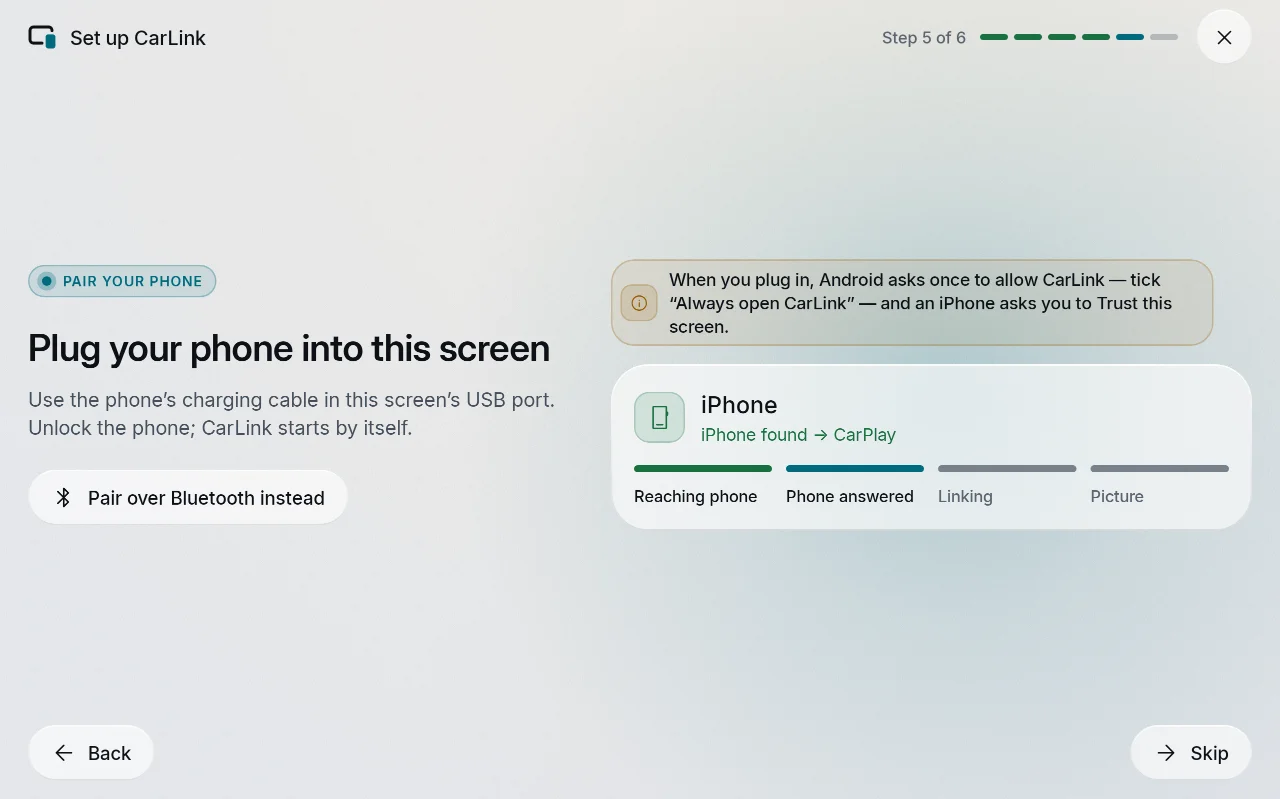 Set up CarLink
Step 5 of 6
PAIR YOUR PHONE
Plug your phone into this screen
Use the phone’s charging cable in this screen’s USB port.
Unlock the phone; CarLink starts by itself.
Pair over Bluetooth instead
When you plug in, Android asks once to allow CarLink — tick
“Always open CarLink” — and an iPhone asks you to Trust this
screen.
iPhone
iPhone found → CarPlay
Reaching phone
Phone answered
Linking
Picture
Back
Skip